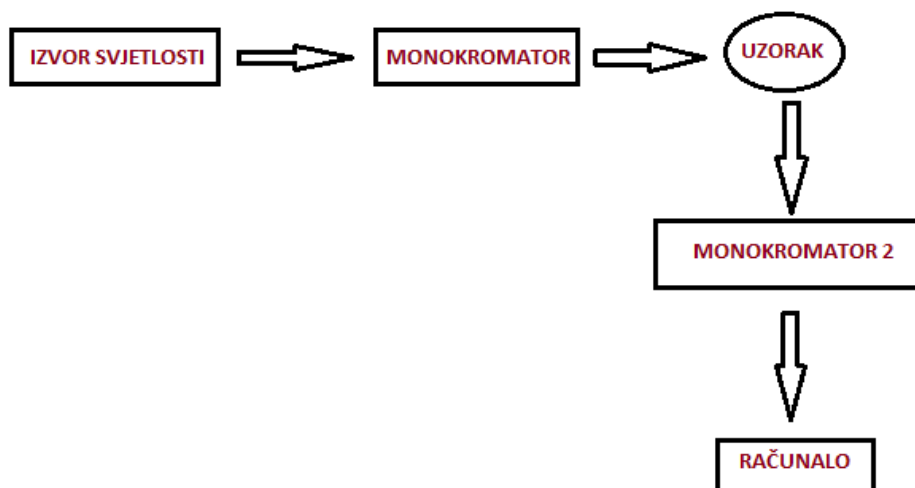 IZVOR SVJETLOSTI
MONOKROMATOR
UZORAK
MONOKROMATOR 2
RAČUNALO